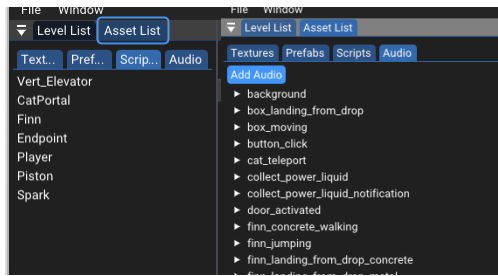 File Window
Level List Asset List
Text... Pref... Scrip... Audio
Vert_Elevator
CatPortal
Finn
Endpoint
Player
Piston
Spark
File Window
Level List Asset List
Textures Prefabs Scripts Audio
Add Audio
background
box_landing_from_drop
box_moving
button_click
cat_teleport
collect_power_liquid
collect_power_liquid_notification
door_activated
finn_concrete_walking
finn_jumping
finn_landing_from_drop_concrete
finn_landing_from_drop_metal